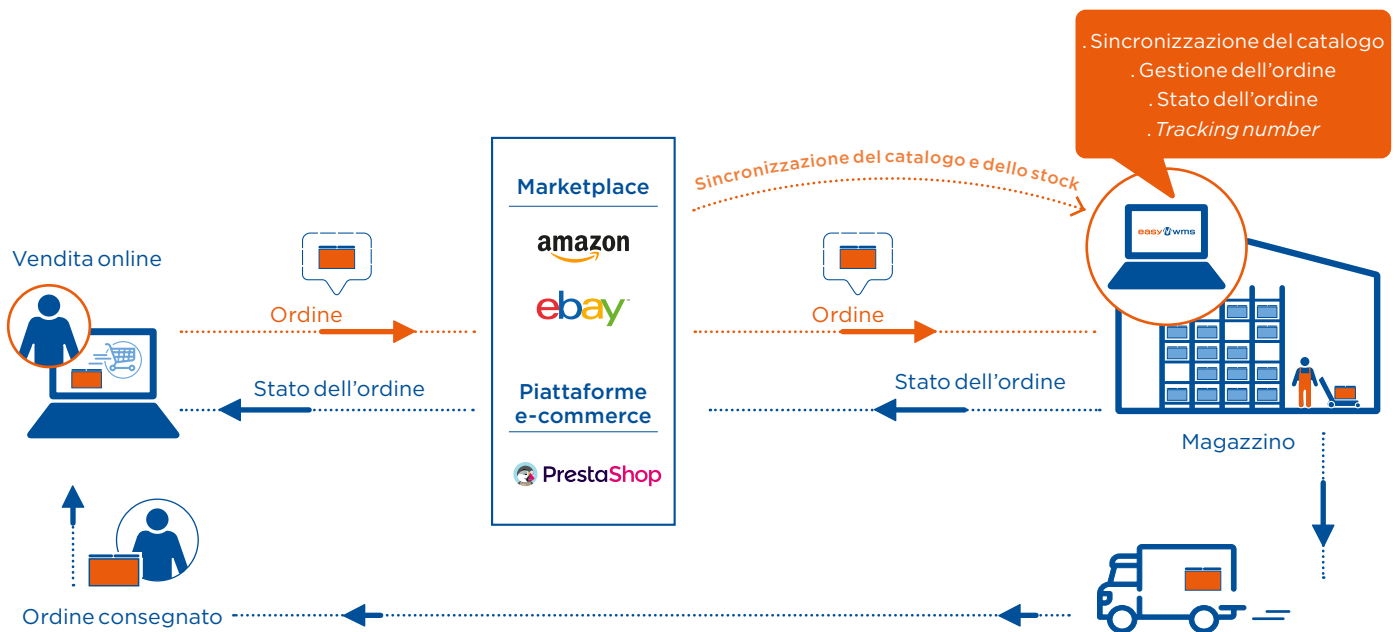 . Sincronizzazione del catalogo
. Gestione dell'ordine
. Stato dell'ordine
. Tracking number
Sincronizzazione del catalogo e dello stock
Marketplace
amazon
ebay
Piattaforme
e-commerce
PrestaShop
Vendita online
Ordine
Stato dell'ordine
Ordine
Stato dell'ordine
easy wms
Magazzino
Ordine consegnato